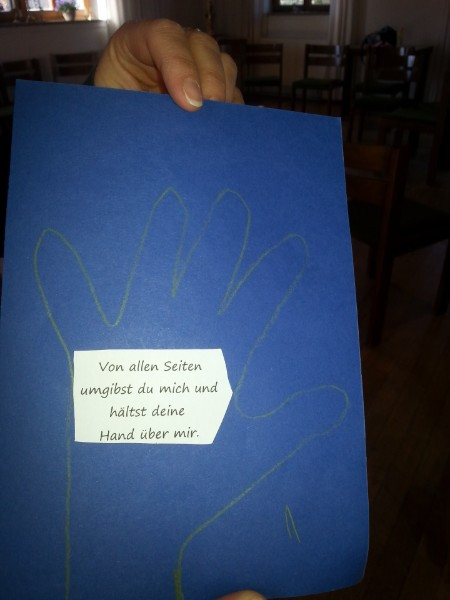 Von allen Seiten
umgibst du mich und
hältst deine
Hand über mir.